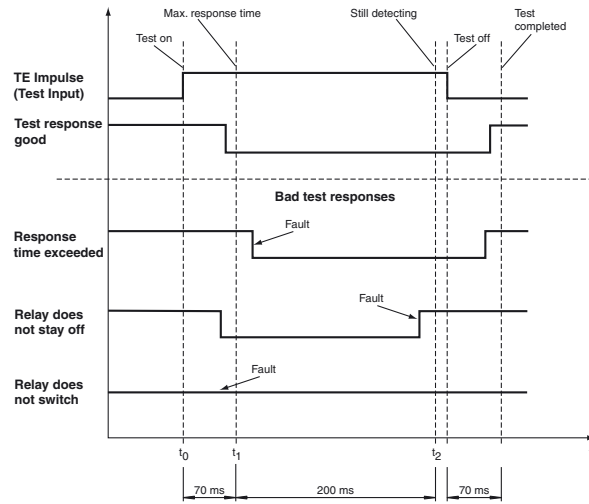 Max. response time
Still detecting
Test
completed
Test on
Test off
TE Impulse
(Test Input)
Test response
good
Bad test responses
Response
time exceeded
Fault
Relay does
not stay off
Fault
Relay does
not switch
Fault
t0
t1
t2
70 ms
200 ms
70 ms